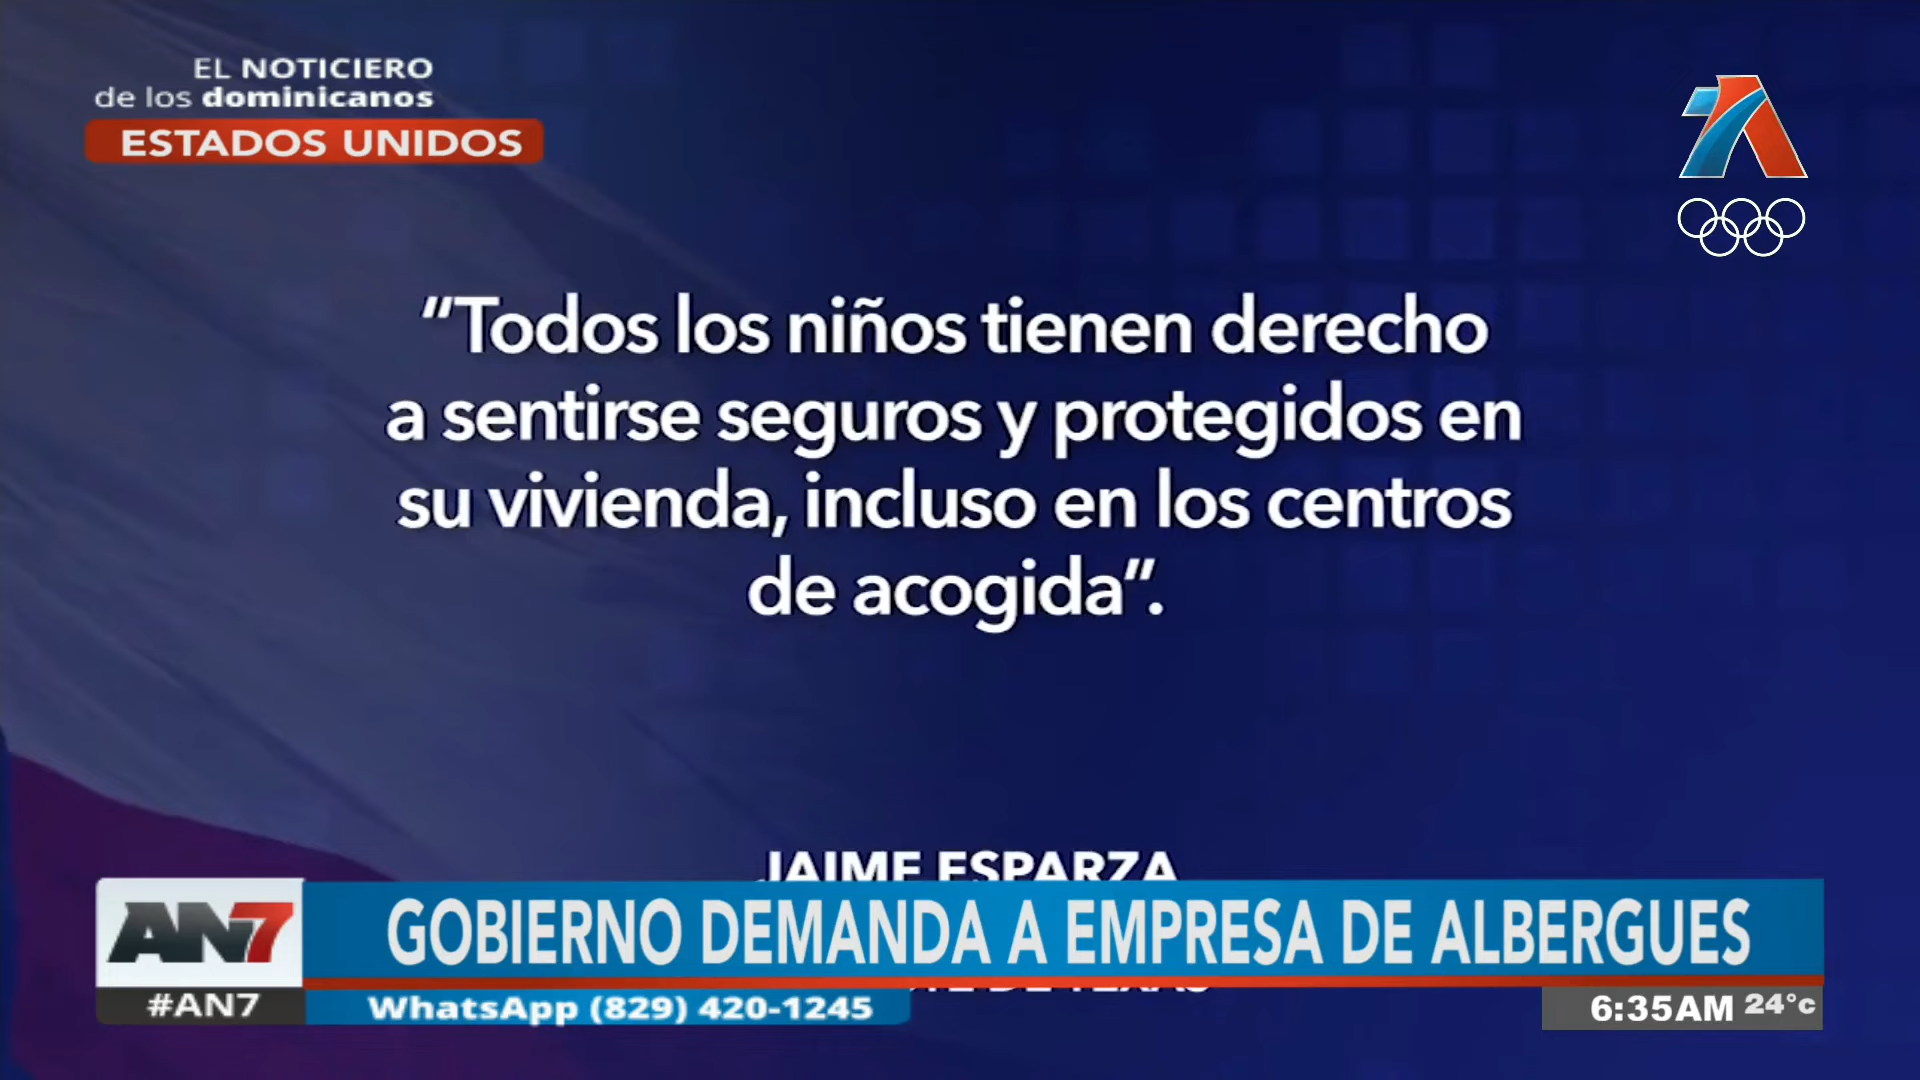 EL NOTICIERO
de los dominicanos
ESTADOS UNIDOS
“Todos los niños tienen derecho
a sentirse seguros y protegidos en
su vivienda, incluso en los centros
de acogida”.
JAIME ESPARZA
AN7
GOBIERNO DEMANDA A EMPRESA DE ALBERGUES
DE TEXAS
#AN7
WhatsApp (829) 420-1245
6:35AM 24°c